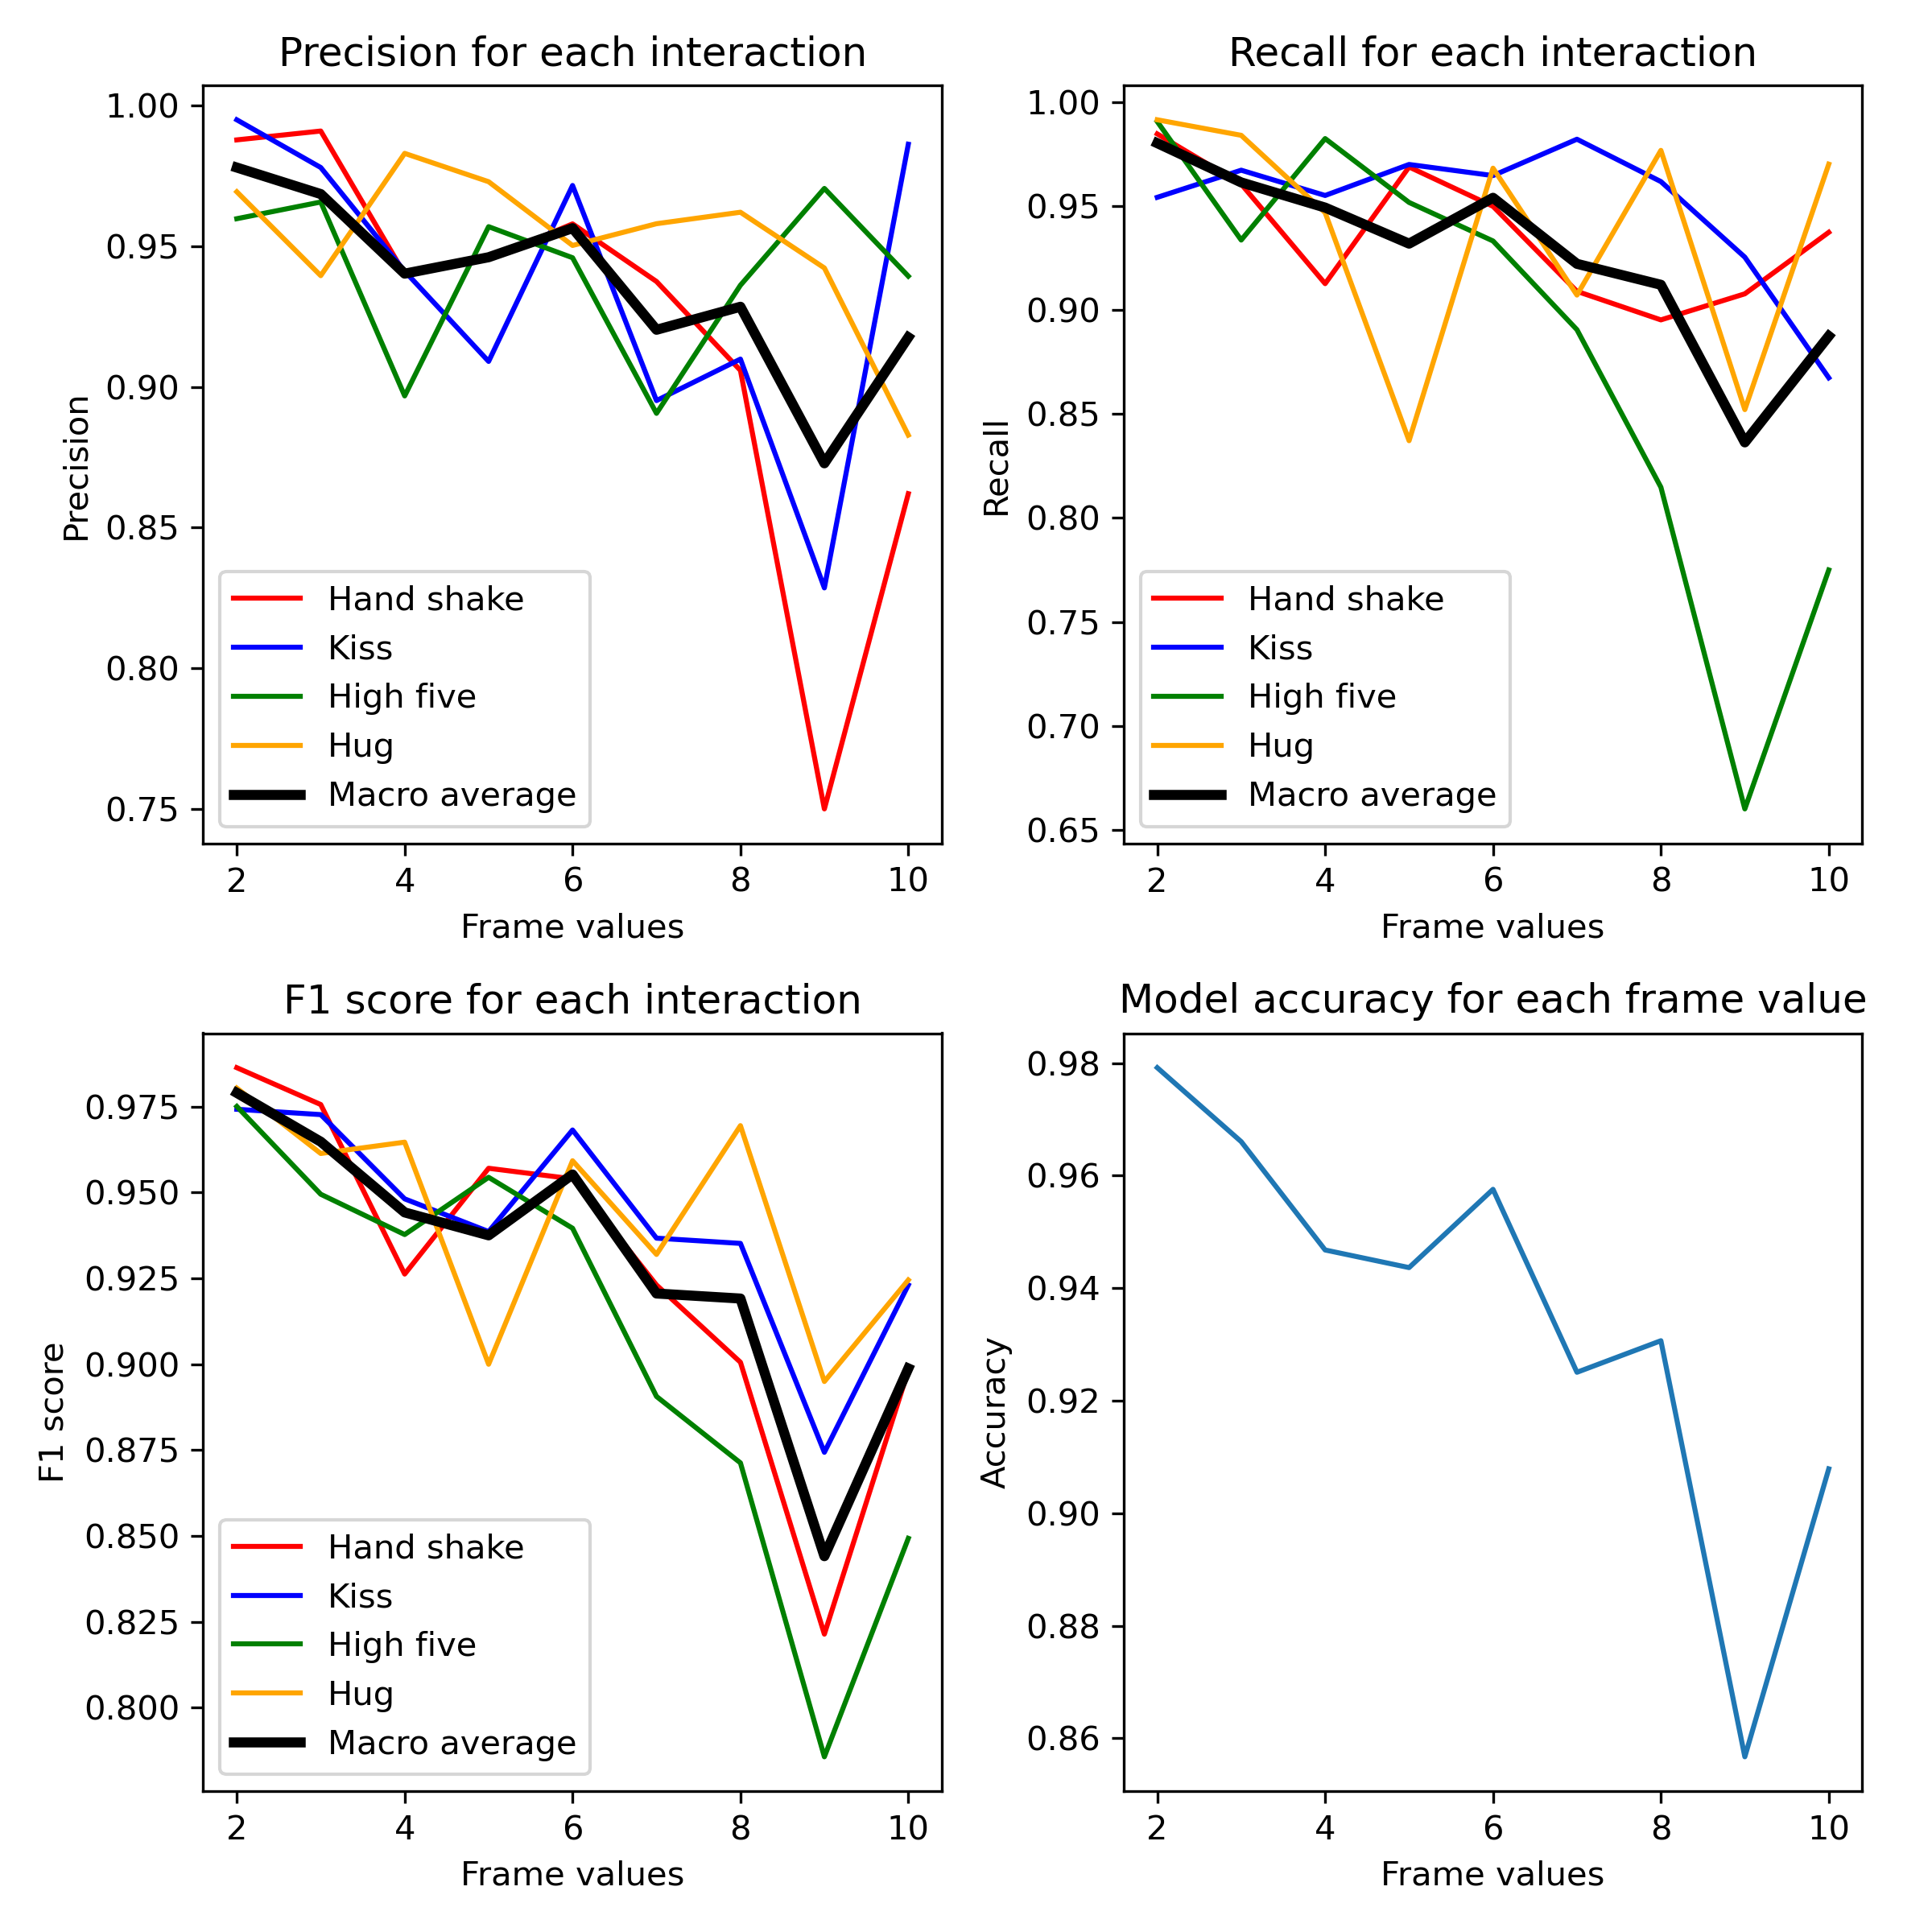 Precision for each interaction
1.00
0.95
0.90
0.85
0.80
0.75
Precision
Hand shake
Kiss
High five
Hug
Macro average
2 4 6 8 10
Frame values
Recall for each interaction
1.00
0.95
0.90
0.85
0.80
0.75
0.70
0.65
Recall
Hand shake
Kiss
High five
Hug
Macro average
2 4 6 8 10
Frame values
F1 score for each interaction
0.975
0.950
0.925
0.900
0.875
0.850
0.825
0.800
F1 score
Hand shake
Kiss
High five
Hug
Macro average
2 4 6 8 10
Frame values
Model accuracy for each frame value
0.98
0.96
0.94
0.92
0.90
0.88
0.86
Accuracy
2 4 6 8 10
Frame values